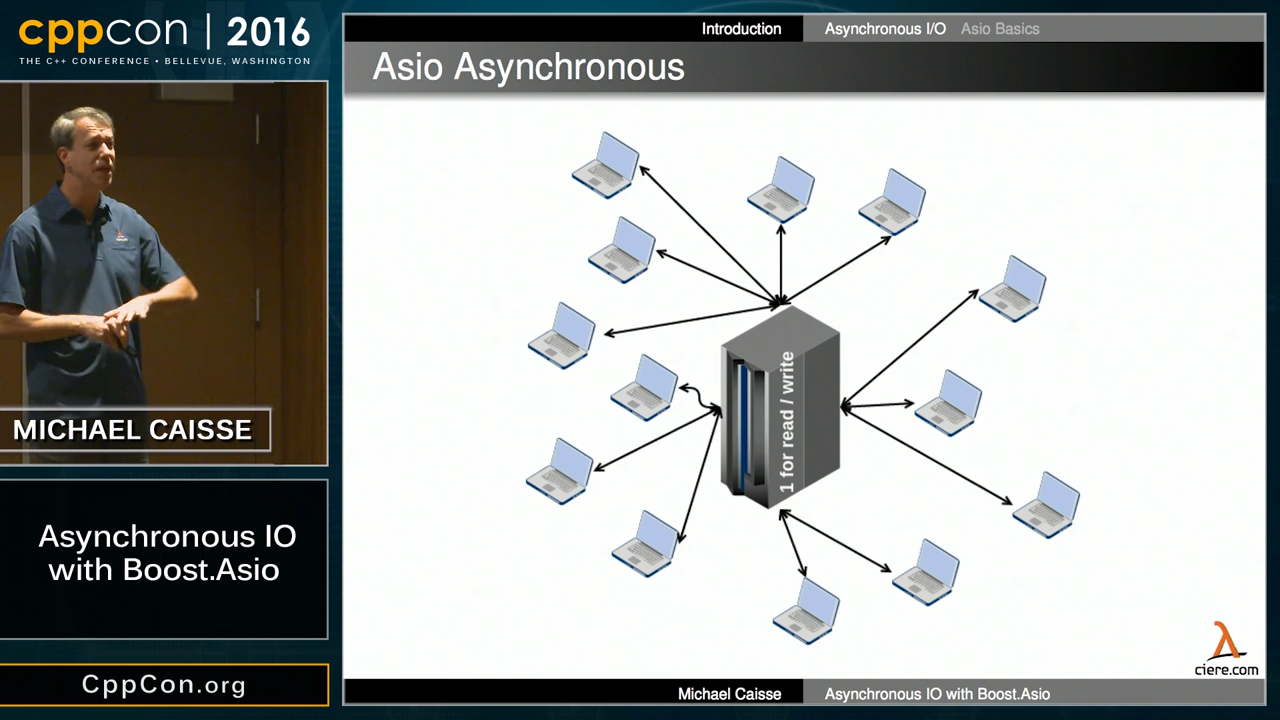 cppcon | 2016
THE C++ CONFERENCE • BELLEVUE, WASHINGTON
MICHAEL CAISSE
Asynchronous IO
with Boost.Asio
CppCon.org
Introduction
Asynchronous I/O Asio Basics
Asio Asynchronous
1 for read / write
λ
ciere.com
Michael Caisse
Asynchronous IO with Boost.Asio